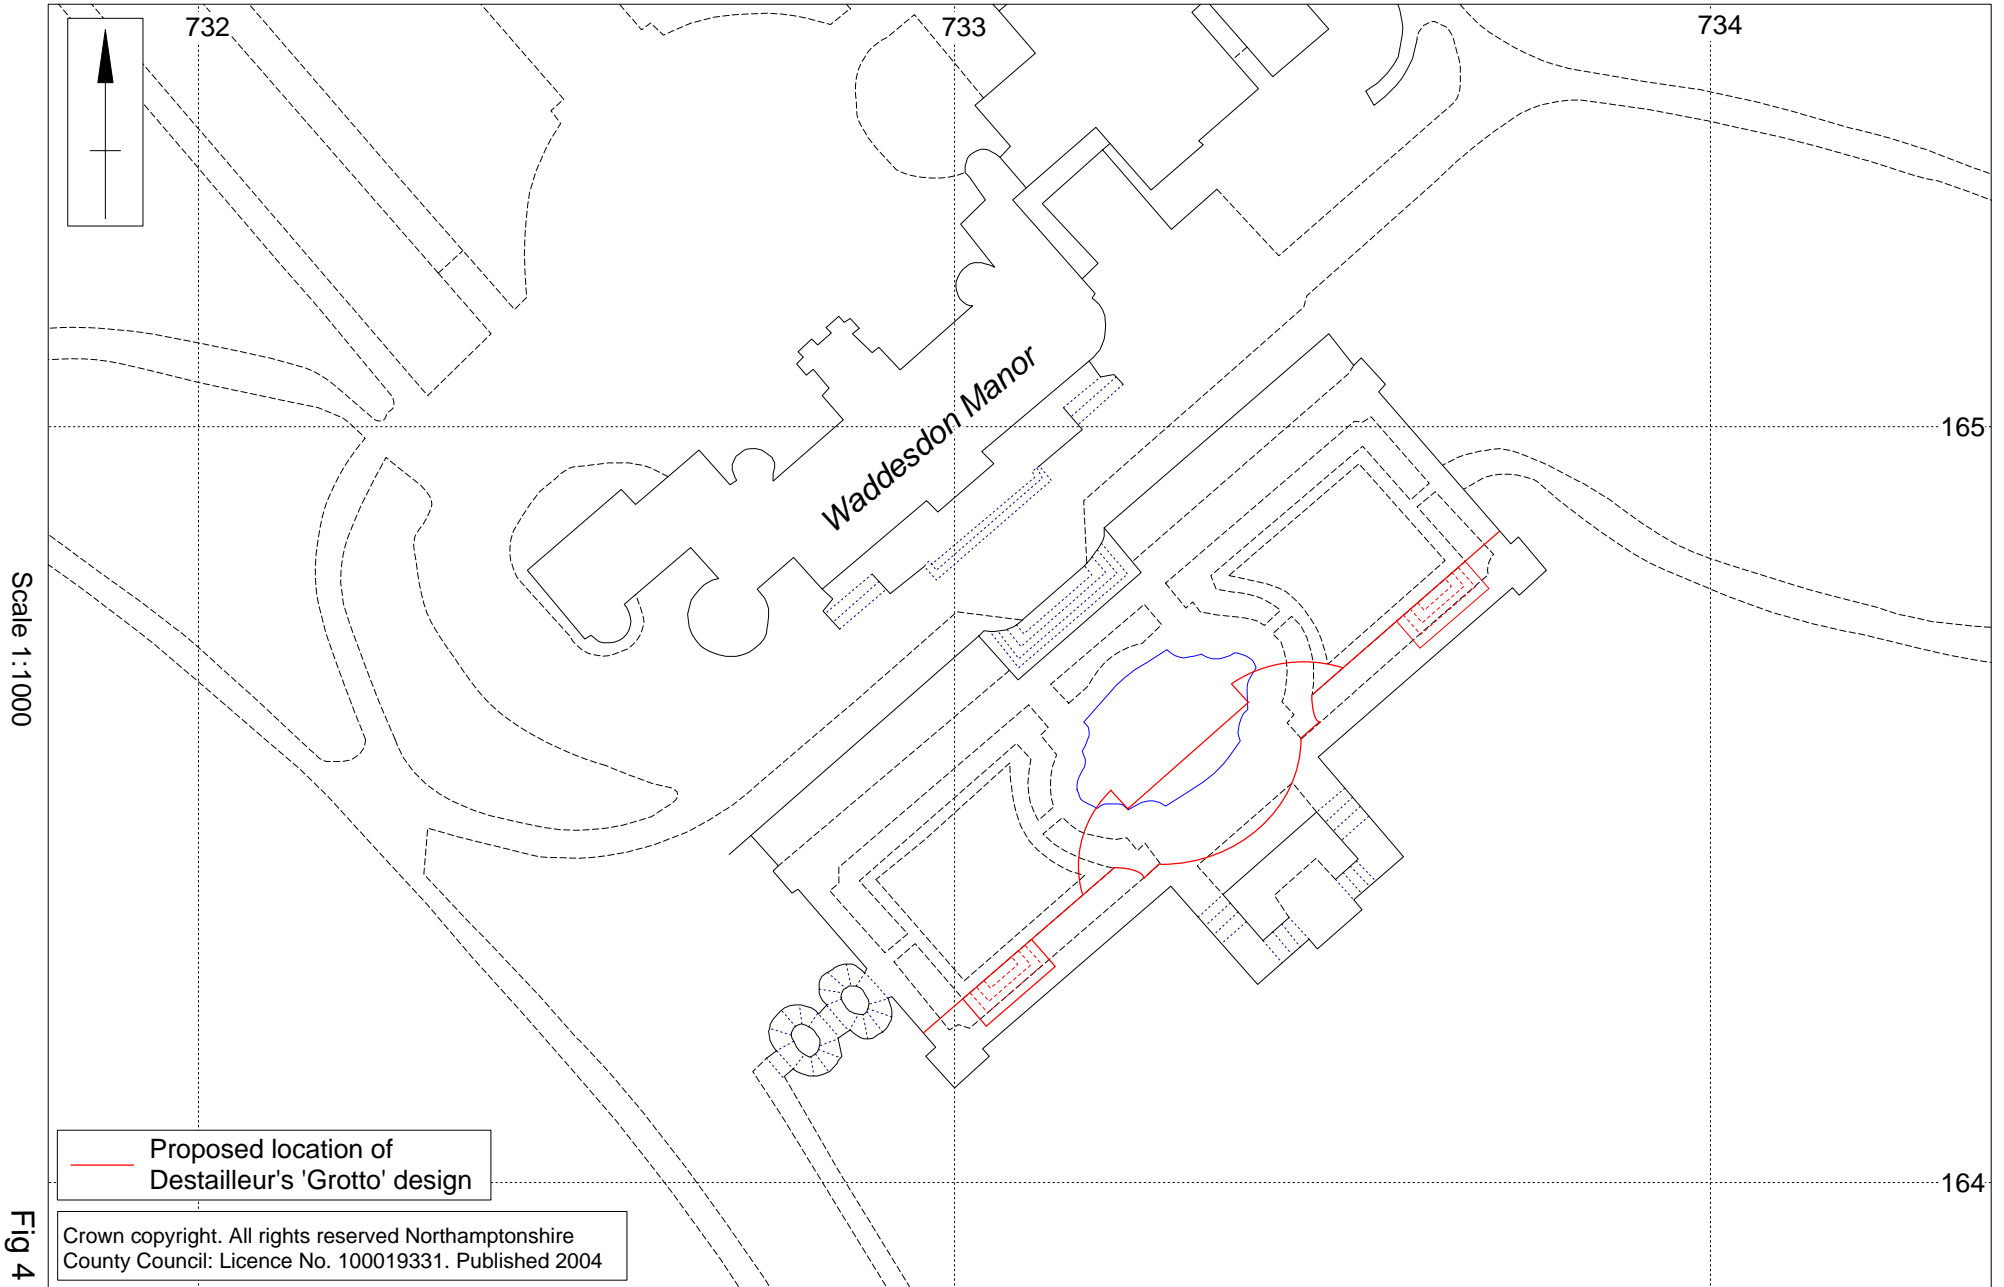 732
733
734
Waddesdon Manor
165
164
Scale 1:1000
Proposed location of
Destailleur's 'Grotto' design
Crown copyright. All rights reserved Northamptonshire
County Council: Licence No. 100019331. Published 2004
Fig 4